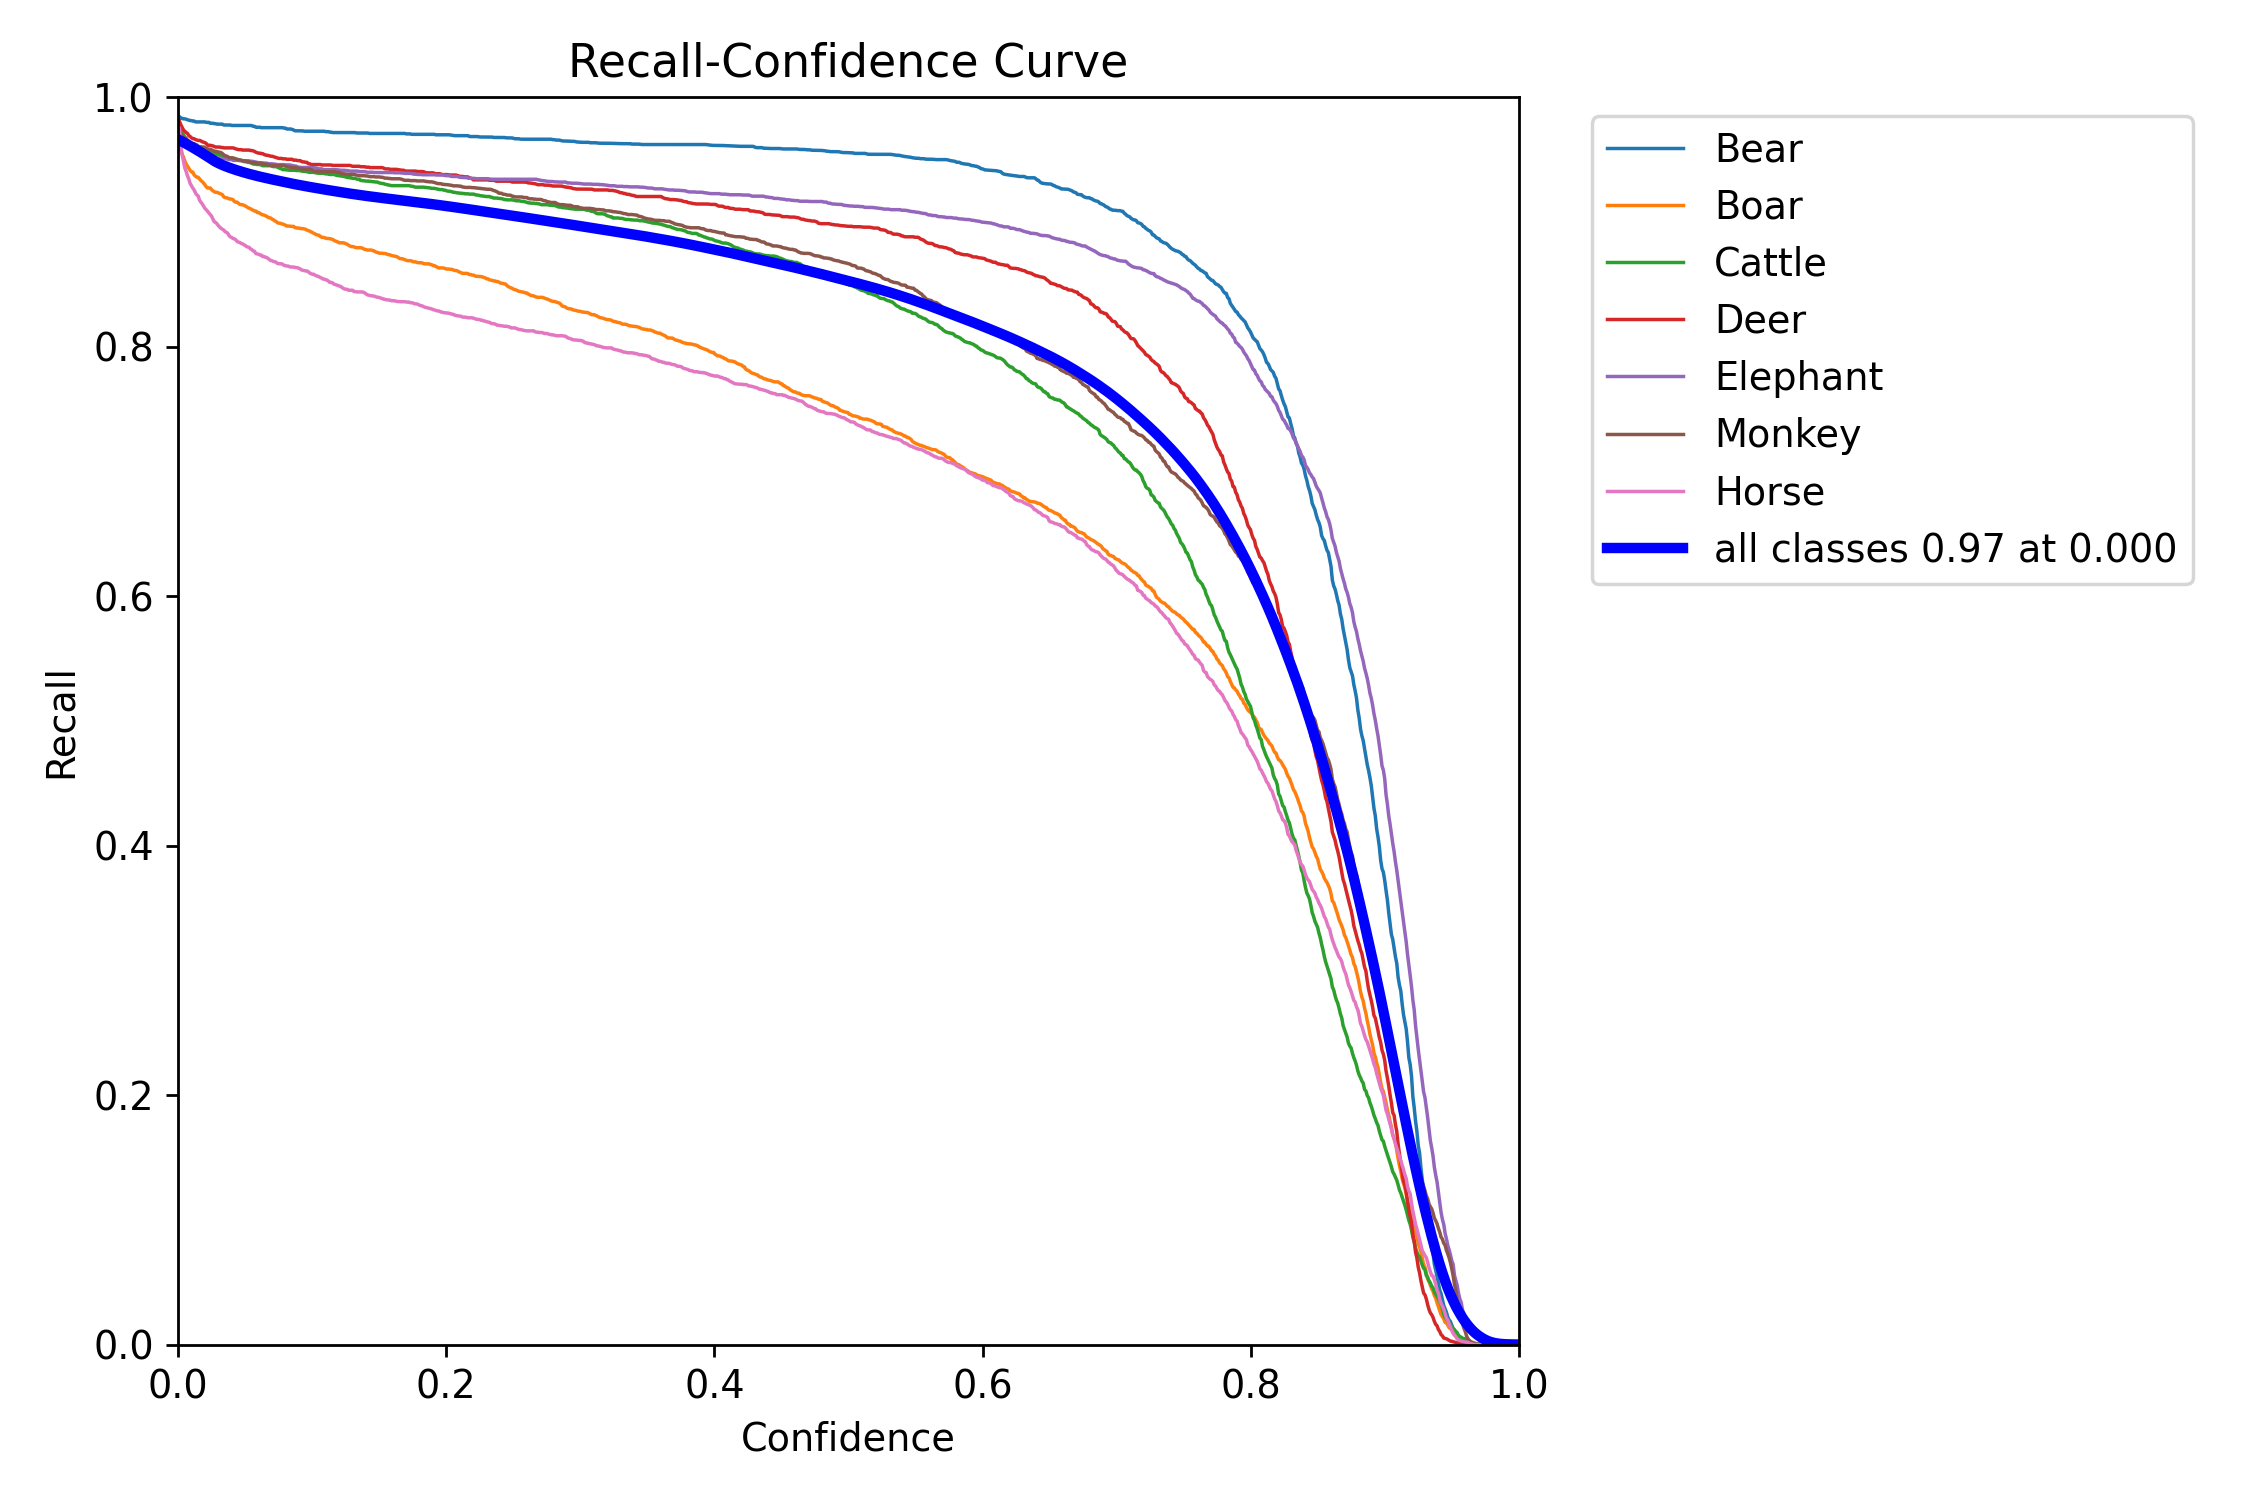 Recall-Confidence Curve
1.0
0.8
0.6
0.4
0.2
0.0
Recall
0.0 0.2 0.4 0.6 0.8 1.0
Confidence
Bear
Boar
Cattle
Deer
Elephant
Monkey
Horse
all classes 0.97 at 0.000